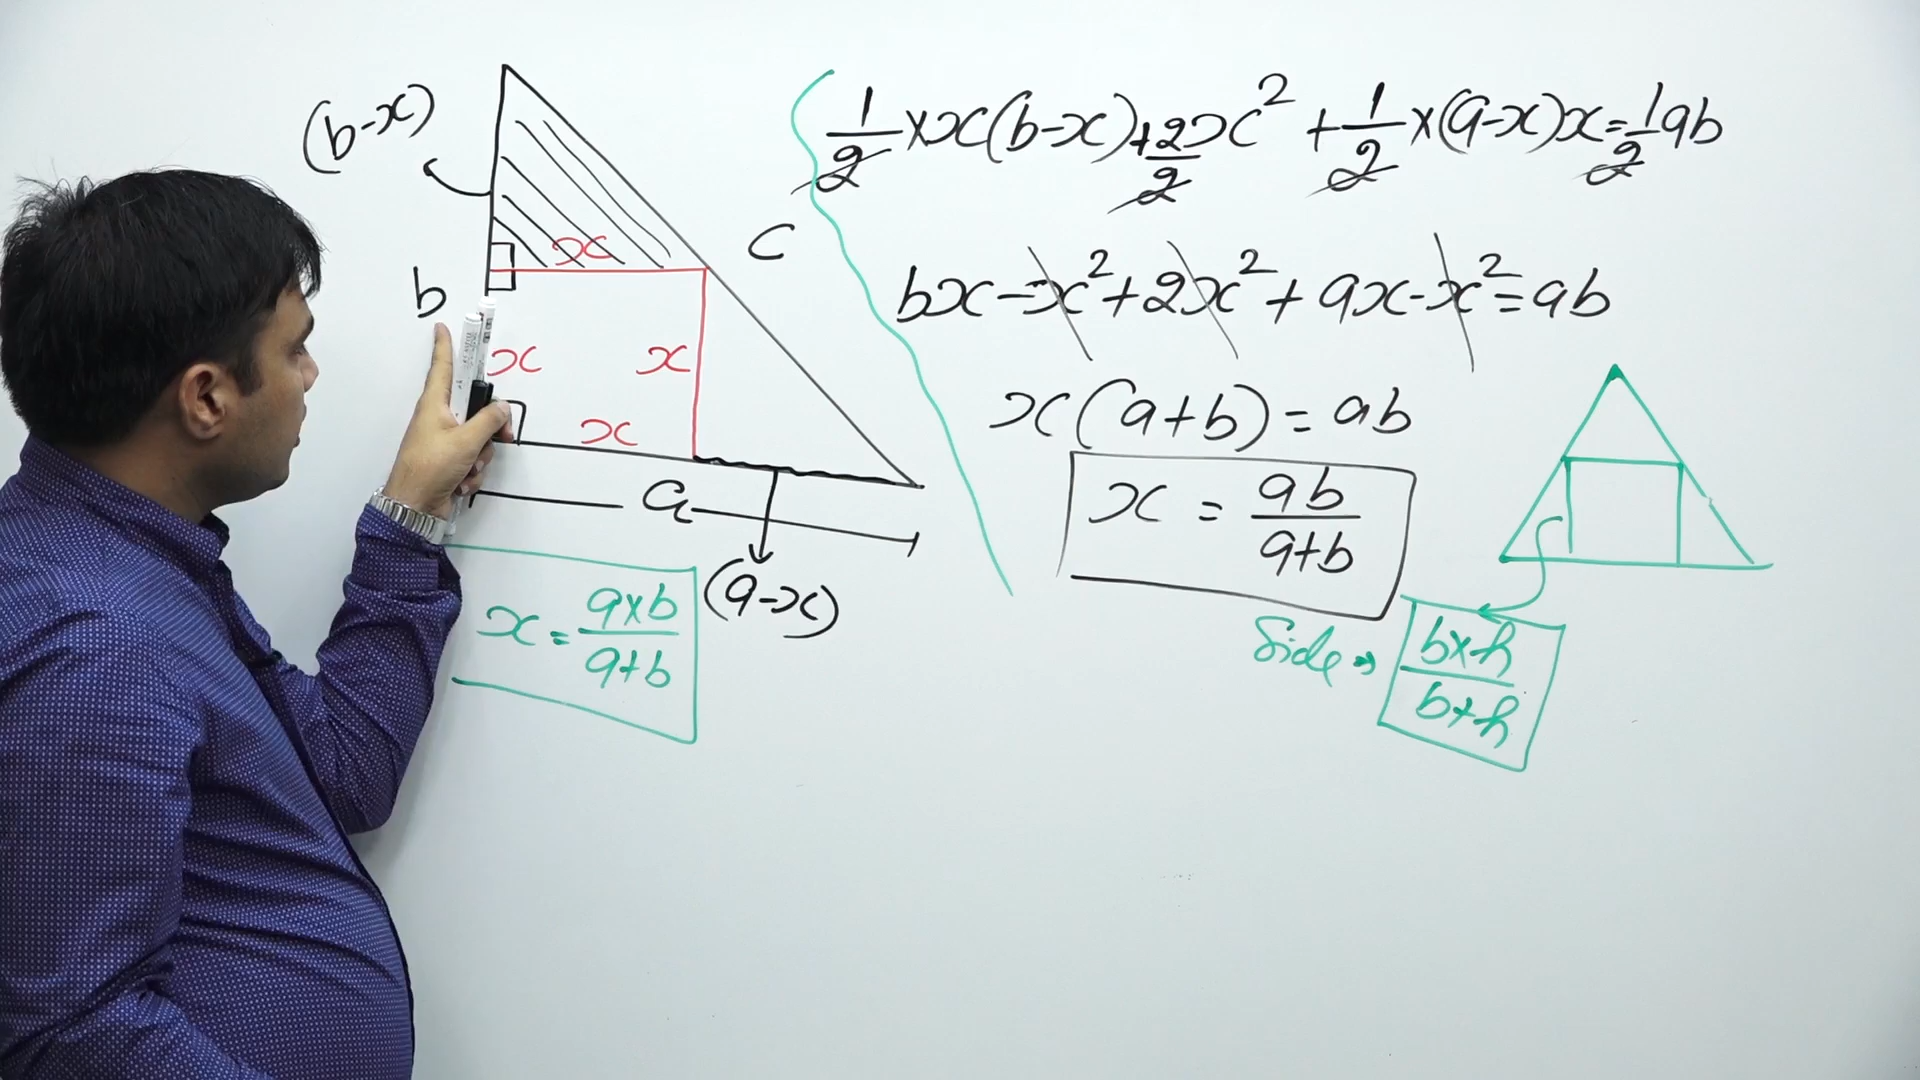 (b-x)
x
c
b
x
x
x
a
(a-x)
x = a×b/a+b
1/2 × x(b-x) + 2x²/2 + 1/2 × (a-x)x = 1/2 ab
bx - x² + 2x² + ax - x² = ab
x(a+b) = ab
x = ab/a+b
Side → b×h/b+h